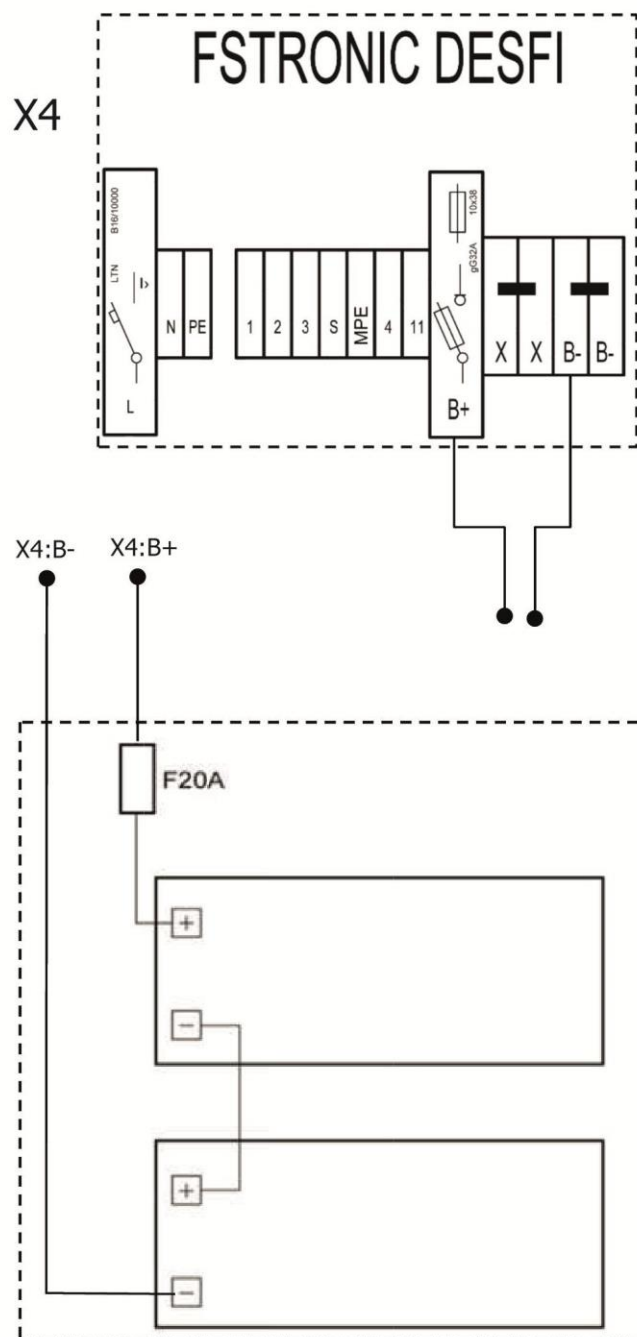 FSTRONIC DESFI
X4
B16/10000
LTN
I>
L
N
PE
1
2
3
S
MPE
4
11
10x38
gG32A
B+
X
X
B-
B-
X4:B-
X4:B+
F20A
+
−
+
−